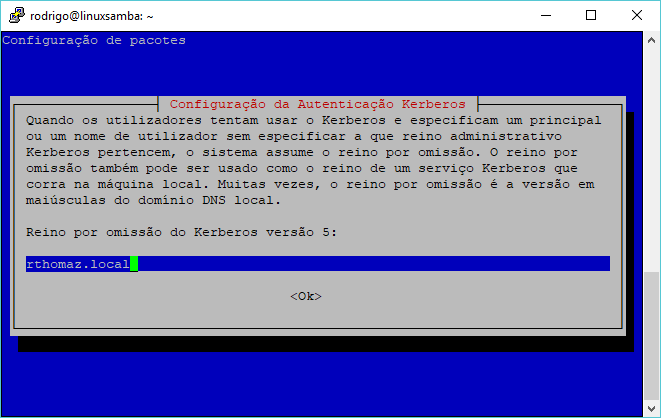 rodrigo@linuxsamba: ~
Configuração de pacotes
Configuração da Autenticação Kerberos
Quando os utilizadores tentam usar o Kerberos e especificam um principal
ou um nome de utilizador sem especificar a que reino administrativo
Kerberos pertencem, o sistema assume o reino por omissão. O reino por
omissão também pode ser usado como o reino de um serviço Kerberos que
corra na máquina local. Muitas vezes, o reino por omissão é a versão em
maiúsculas do domínio DNS local.
Reino por omissão do Kerberos versão 5:
rthomaz.local
<Ok>